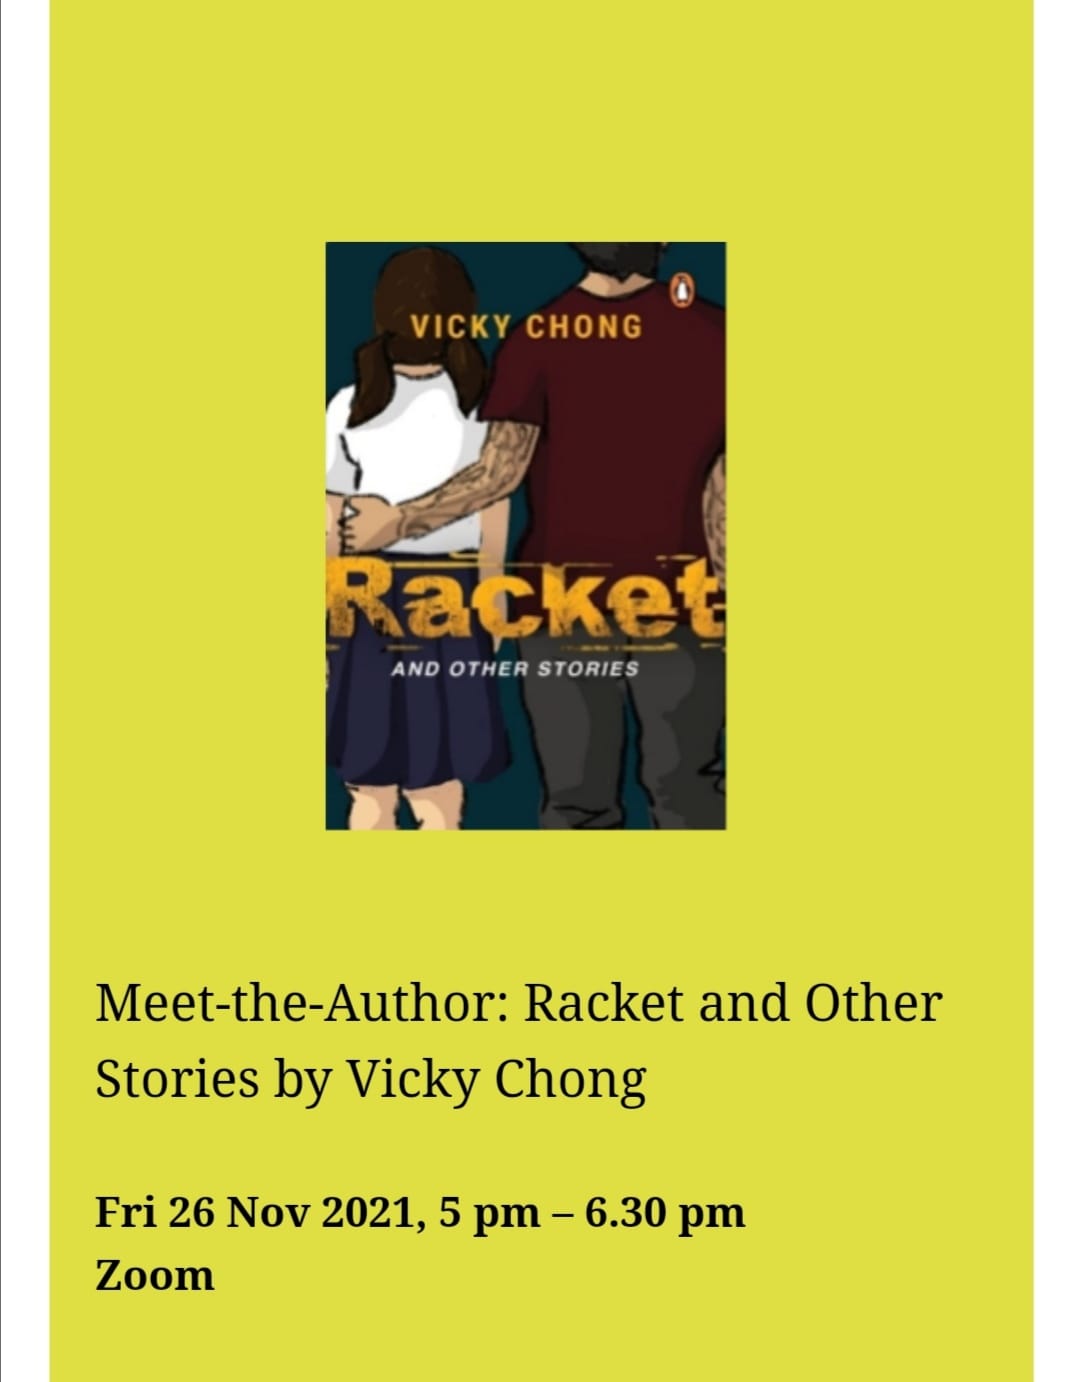 VICKY CHONG
Racket
AND OTHER STORIES
Meet-the-Author: Racket and Other
Stories by Vicky Chong
Fri 26 Nov 2021, 5 pm – 6.30 pm
Zoom